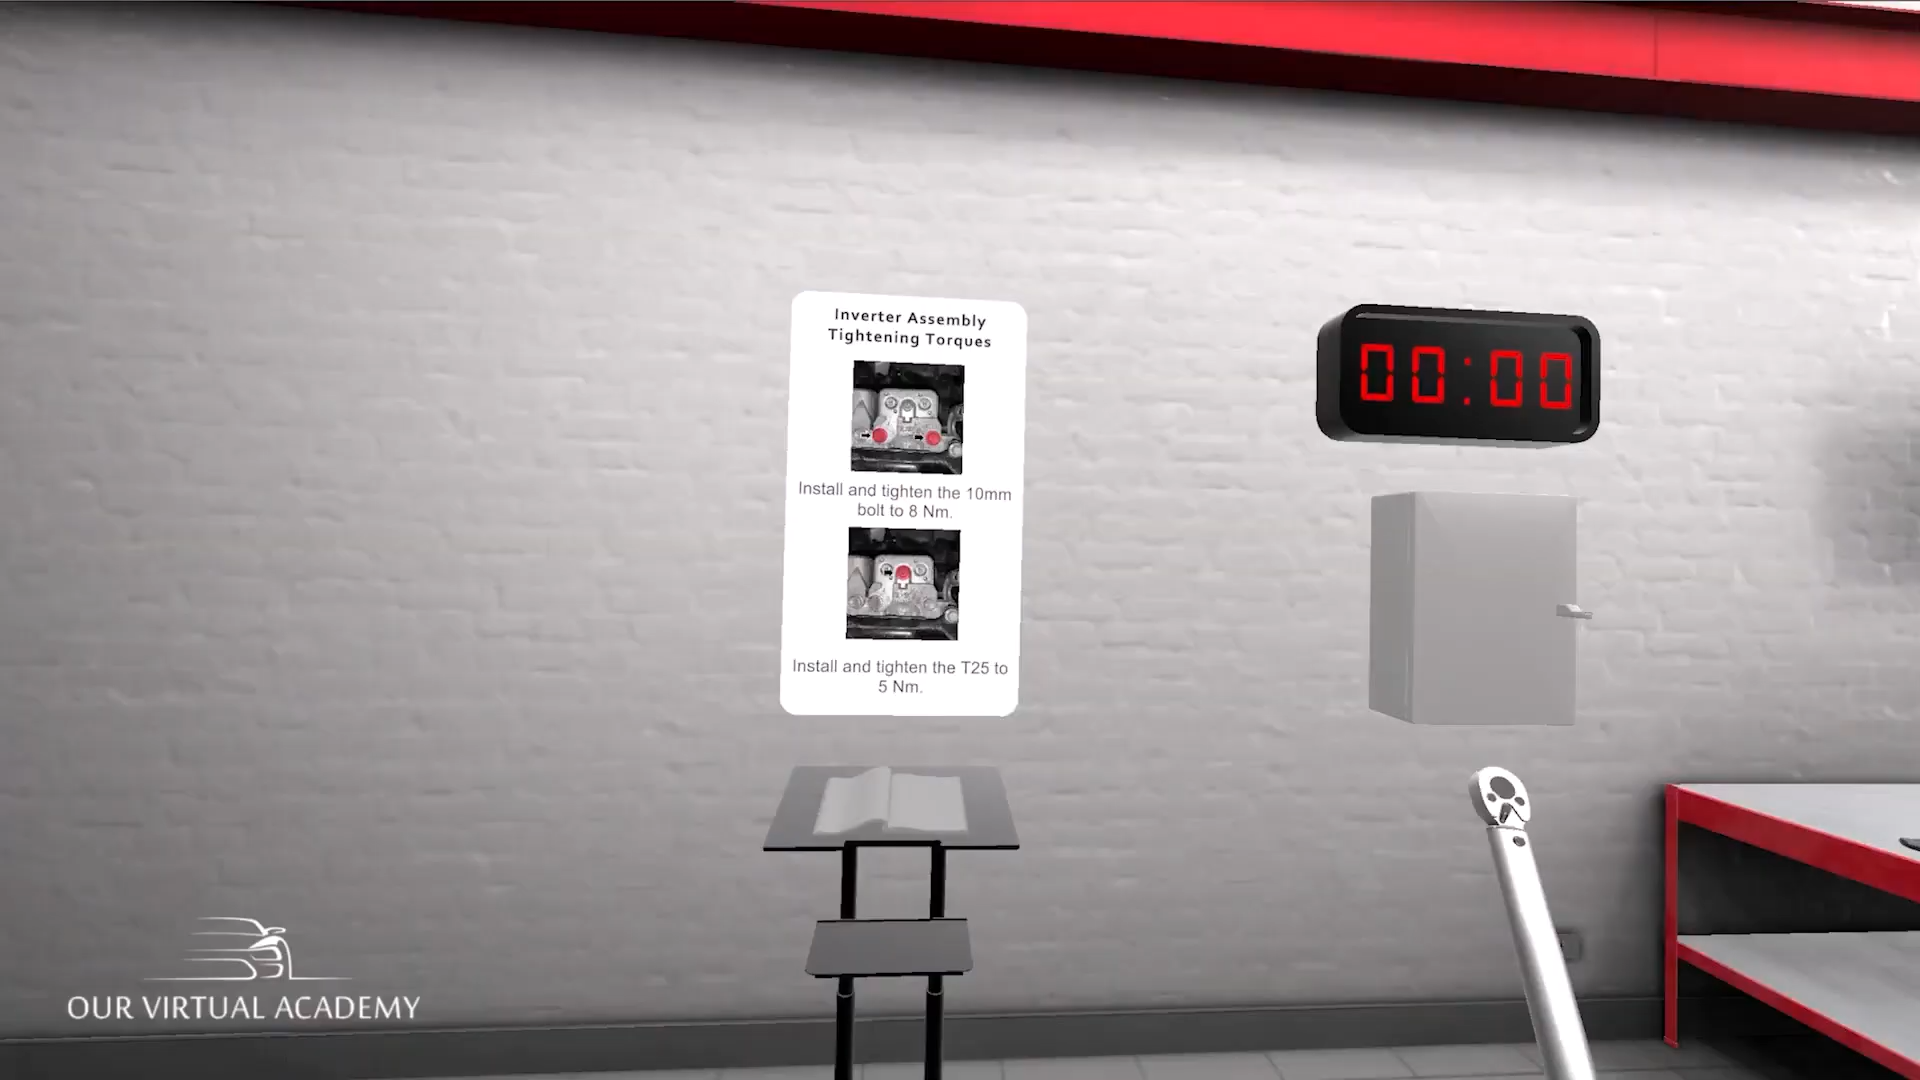 Inverter Assembly
Tightening Torques
Install and tighten the 10mm
bolt to 8 Nm.
Install and tighten the T25 to
5 Nm.
00:00
OUR VIRTUAL ACADEMY